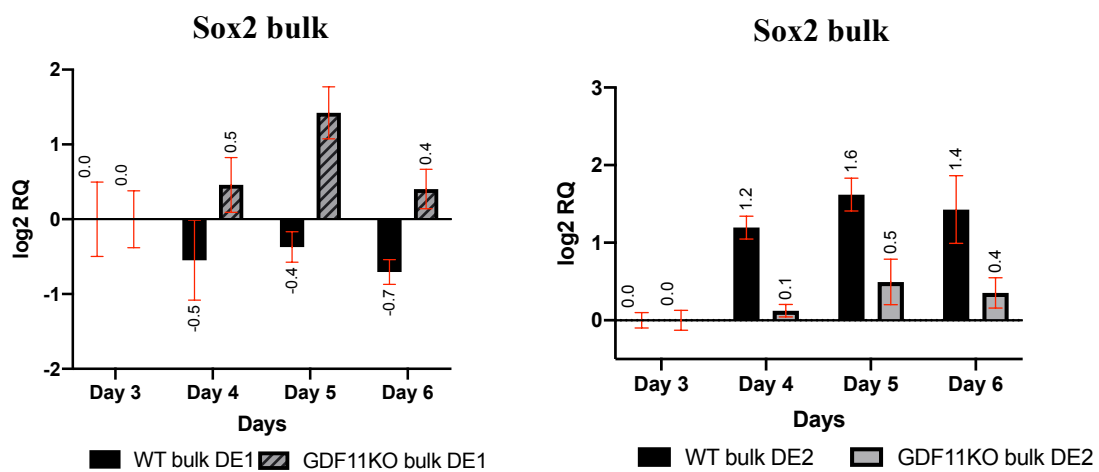 Sox2 bulk
log2 RQ
2
1
0
-1
-2
0.0
0.0
-0.5
0.5
-0.4
-0.7
0.4
Day 3 Day 4 Day 5 Day 6
Days
WT bulk DE1 GDF11KO bulk DE1
Sox2 bulk
log2 RQ
3
2
1
0
0.0
0.0
1.2
0.1
1.6
0.5
1.4
0.4
Day 3 Day 4 Day 5 Day 6
Days
WT bulk DE2 GDF11KO bulk DE2